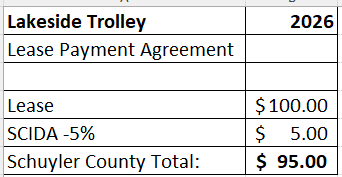 Lakeside Trolley 2026
Lease Payment Agreement
Lease $100.00
SCIDA -5% $ 5.00
Schuyler County Total: $ 95.00